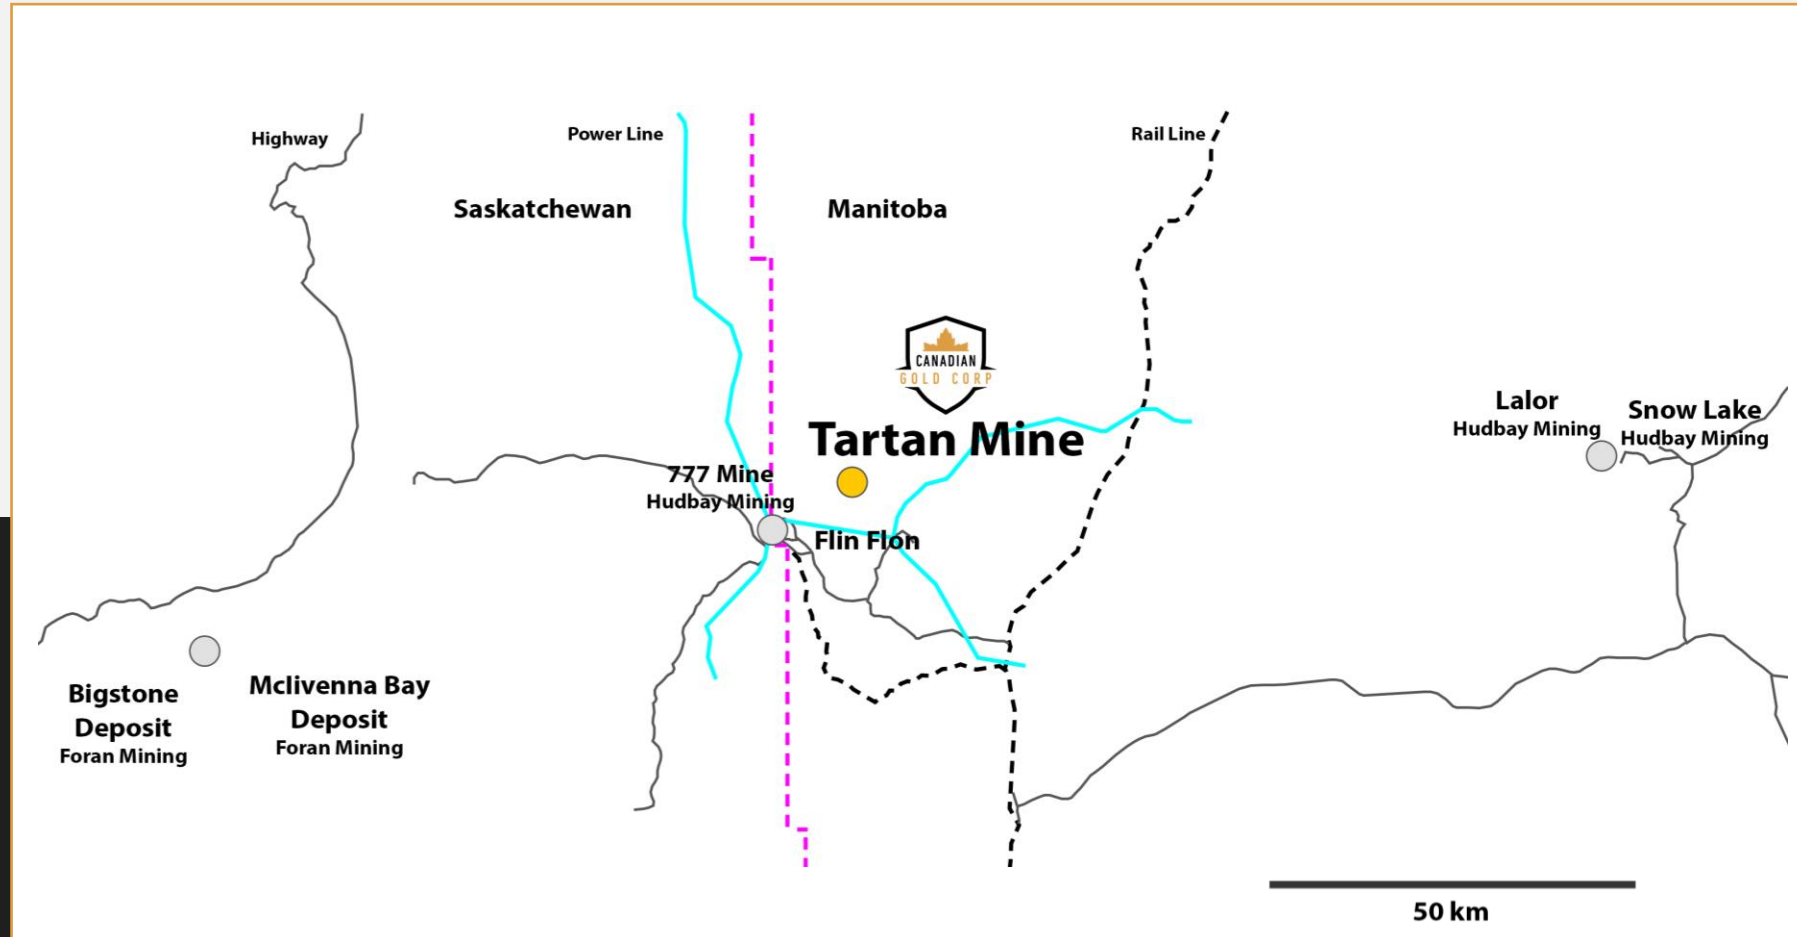 Highway
Power Line
Rail Line
Saskatchewan
Manitoba
CANADIAN
GOLD CORP
Tartan Mine
Lalor
Hudbay Mining
Snow Lake
Hudbay Mining
777 Mine
Hudbay Mining
Flin Flon
Bigstone
Deposit
Foran Mining
Mclivenna Bay
Deposit
Foran Mining
50 km